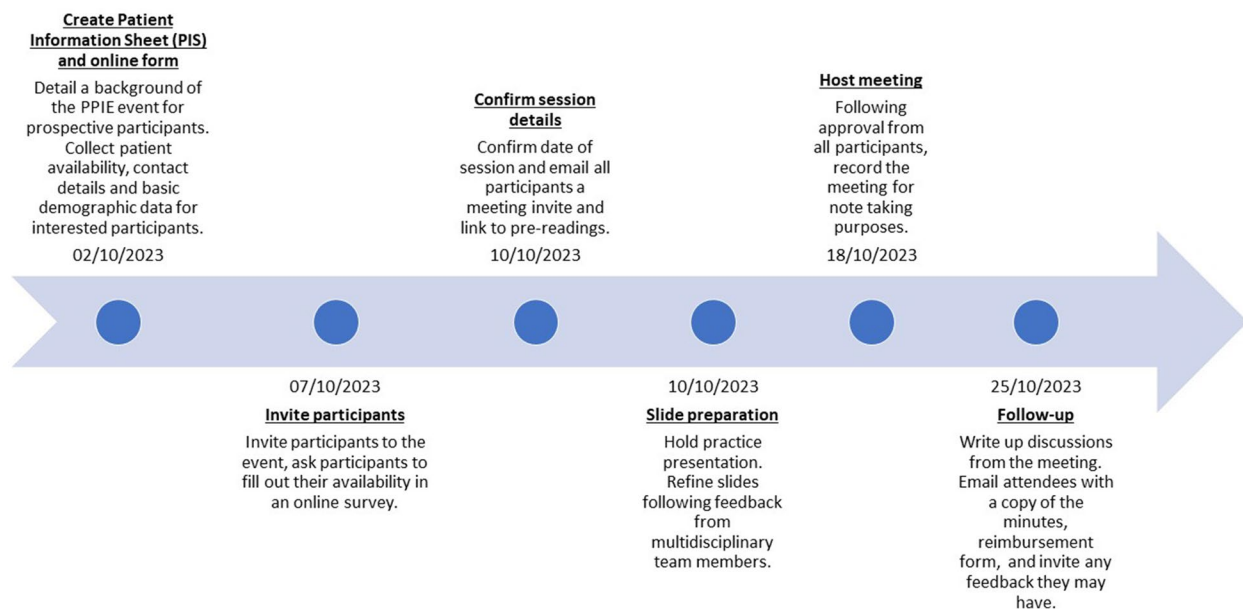 Create Patient
Information Sheet (PIS)
and online form
Detail a background of
the PPIE event for
prospective participants.
Collect patient
availability, contact
details and basic
demographic data for
interested participants.
02/10/2023
07/10/2023
Invite participants
Invite participants to the
event, ask participants to
fill out their availability in
an online survey.
Confirm session
details
Confirm date of
session and email all
participants a
meeting invite and
link to pre-readings.
10/10/2023
10/10/2023
Slide preparation
Hold practice
presentation.
Refine slides
following feedback
from
multidisciplinary
team members.
Host meeting
Following
approval from
all participants,
record the
meeting for
note taking
purposes.
18/10/2023
25/10/2023
Follow-up
Write up discussions
from the meeting.
Email attendees with
a copy of the
minutes,
reimbursement
form, and invite any
feedback they may
have.